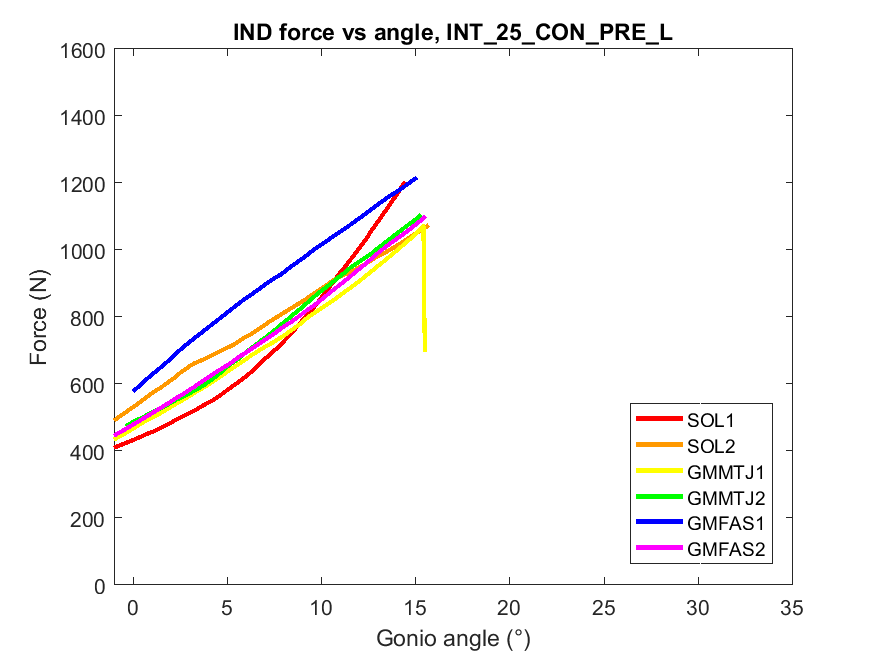 IND force vs angle, INT_25_CON_PRE_L
1600
1400
1200
1000
800
600
400
200
0
Force (N)
0 5 10 15 20 25 30 35
Gonio angle (°)
SOL1
SOL2
GMMTJ1
GMMTJ2
GMFAS1
GMFAS2